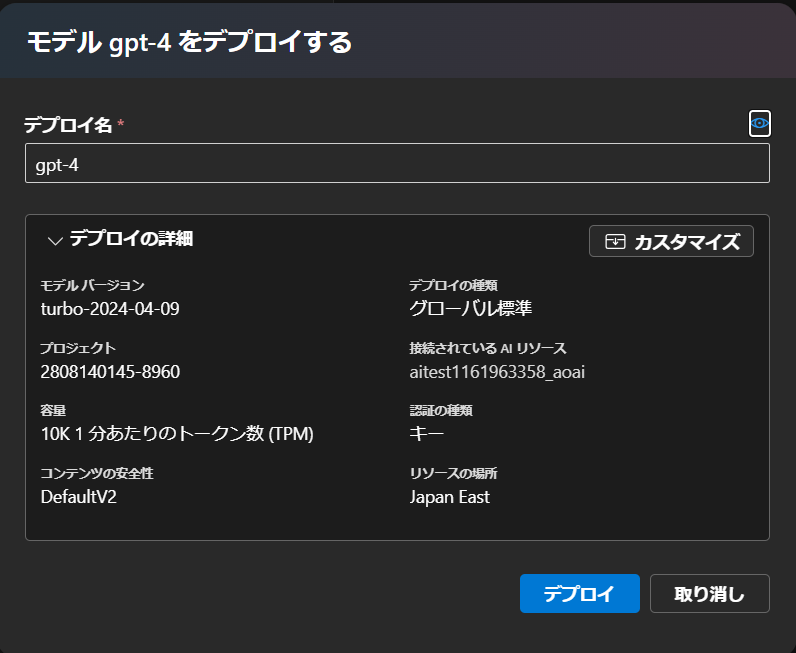 モデル gpt-4 をデプロイする
デプロイ名 *
gpt-4
デプロイの詳細
カスタマイズ
モデル バージョン
turbo-2024-04-09
デプロイの種類
グローバル標準
プロジェクト
2808140145-8960
接続されている AI リソース
aitest1161963358_aoai
容量
10K 1 分あたりのトークン数 (TPM)
認証の種類
キー
コンテンツの安全性
DefaultV2
リソースの場所
Japan East
デプロイ
取り消し